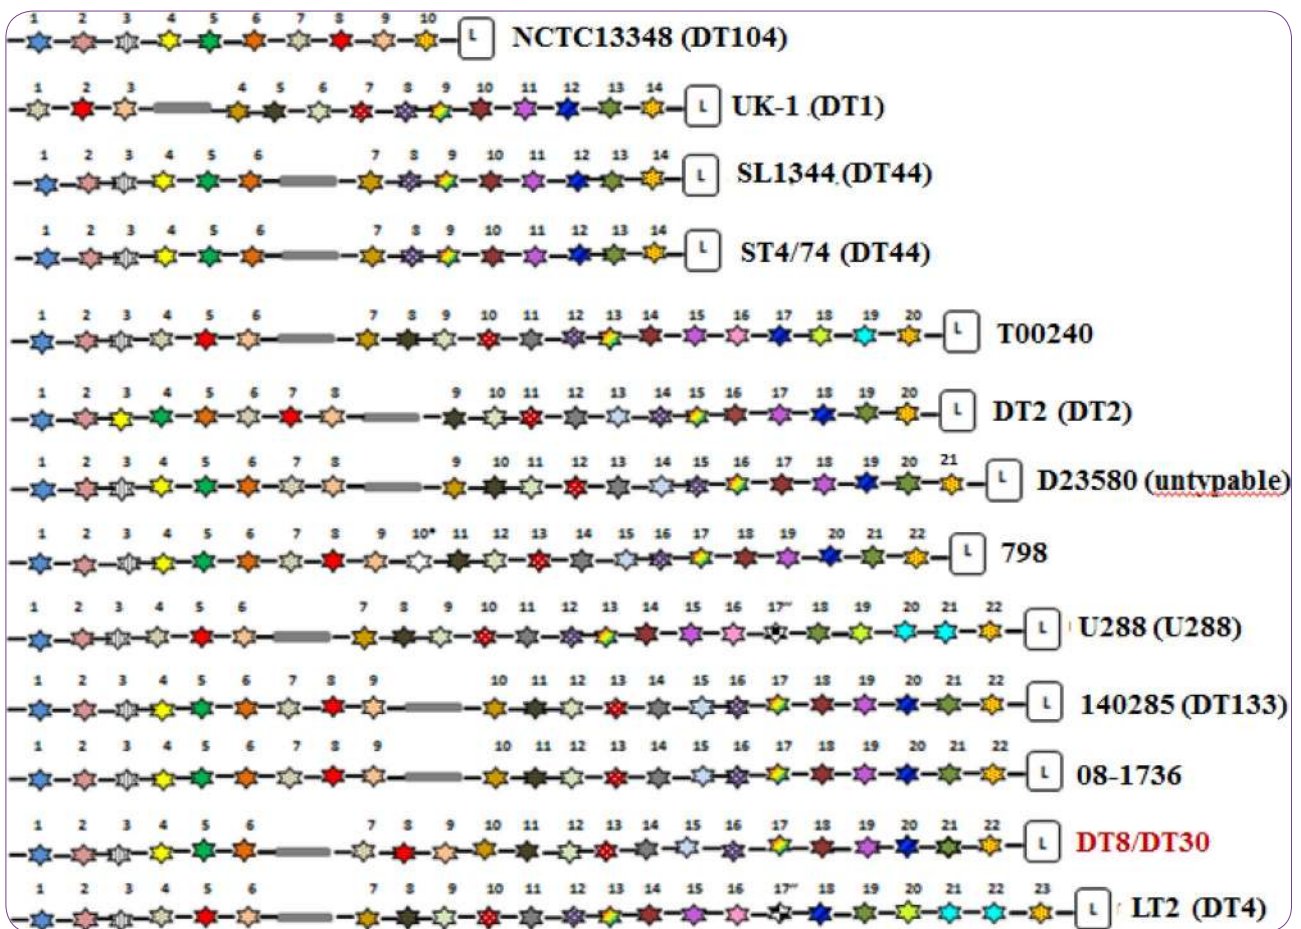 1 2 3 4 5 6 7 8 9 10
L NCTC13348 (DT104)
1 2 3 4 5 6 7 8 9 10 11 12 13 14
L UK-1 (DT1)
1 2 3 4 5 6 7 8 9 10 11 12 13 14
L SL1344 (DT44)
1 2 3 4 5 6 7 8 9 10 11 12 13 14
L ST4/74 (DT44)
1 2 3 4 5 6 7 8 9 10 11 12 13 14 15 16 17 18 19 20
L T00240
1 2 3 4 5 6 7 8 9 10 11 12 13 14 15 16 17 18 19 20
L DT2 (DT2)
1 2 3 4 5 6 7 8 9 10 11 12 13 14 15 16 17 18 19 20 21
L D23580 (untypable)
1 2 3 4 5 6 7 8 9 10* 11 12 13 14 15 16 17 18 19 20 21 22
L 798
1 2 3 4 5 6 7 8 9 10 11 12 13 14 15 16 17″ 18 19 20 21 22
L U288 (U288)
1 2 3 4 5 6 7 8 9 10 11 12 13 14 15 16 17 18 19 20 21 22
L 140285 (DT133)
1 2 3 4 5 6 7 8 9 10 11 12 13 14 15 16 17 18 19 20 21 22
L 08-1736
1 2 3 4 5 6 7 8 9 10 11 12 13 14 15 16 17 18 19 20 21 22
L DT8/DT30
1 2 3 4 5 6 7 8 9 10 11 12 13 14 15 16 17″ 18 19 20 21 22 23
L LT2 (DT4)